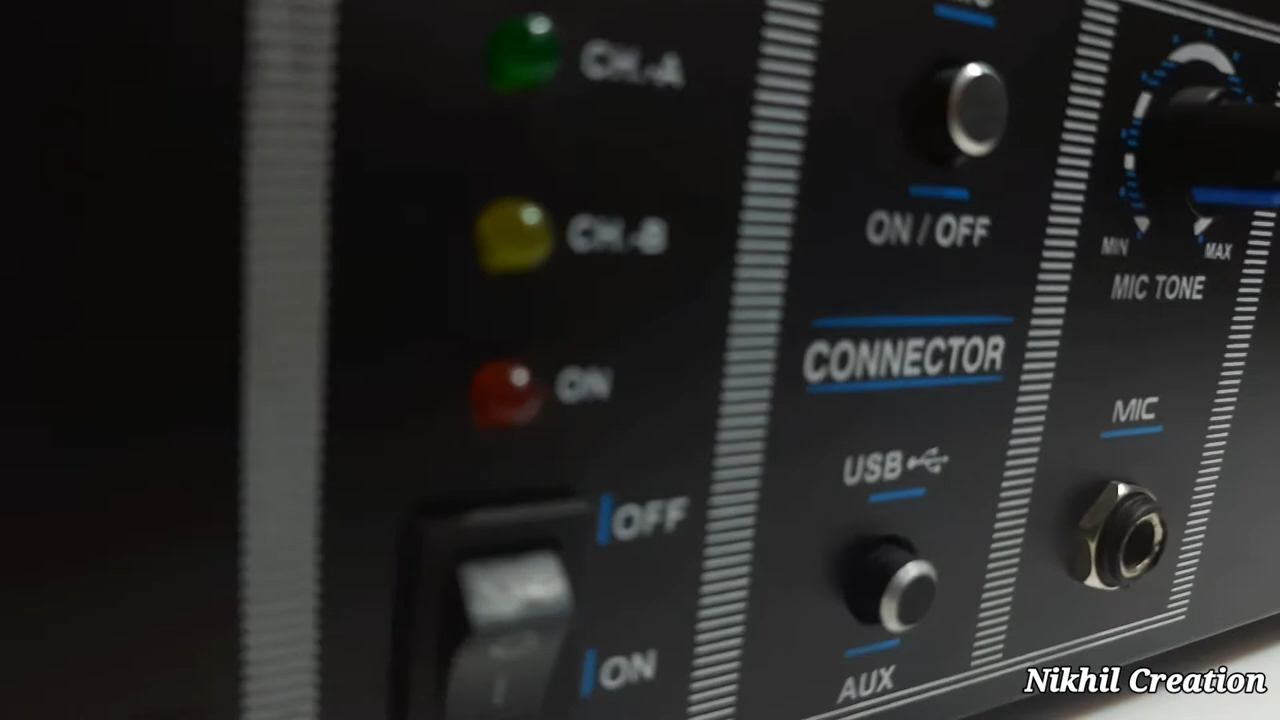 CH.-A
CH.-B
ON
OFF
ON
ON / OFF
CONNECTOR
USB
AUX
MIN
MAX
MIC TONE
MIC
Nikhil Creation